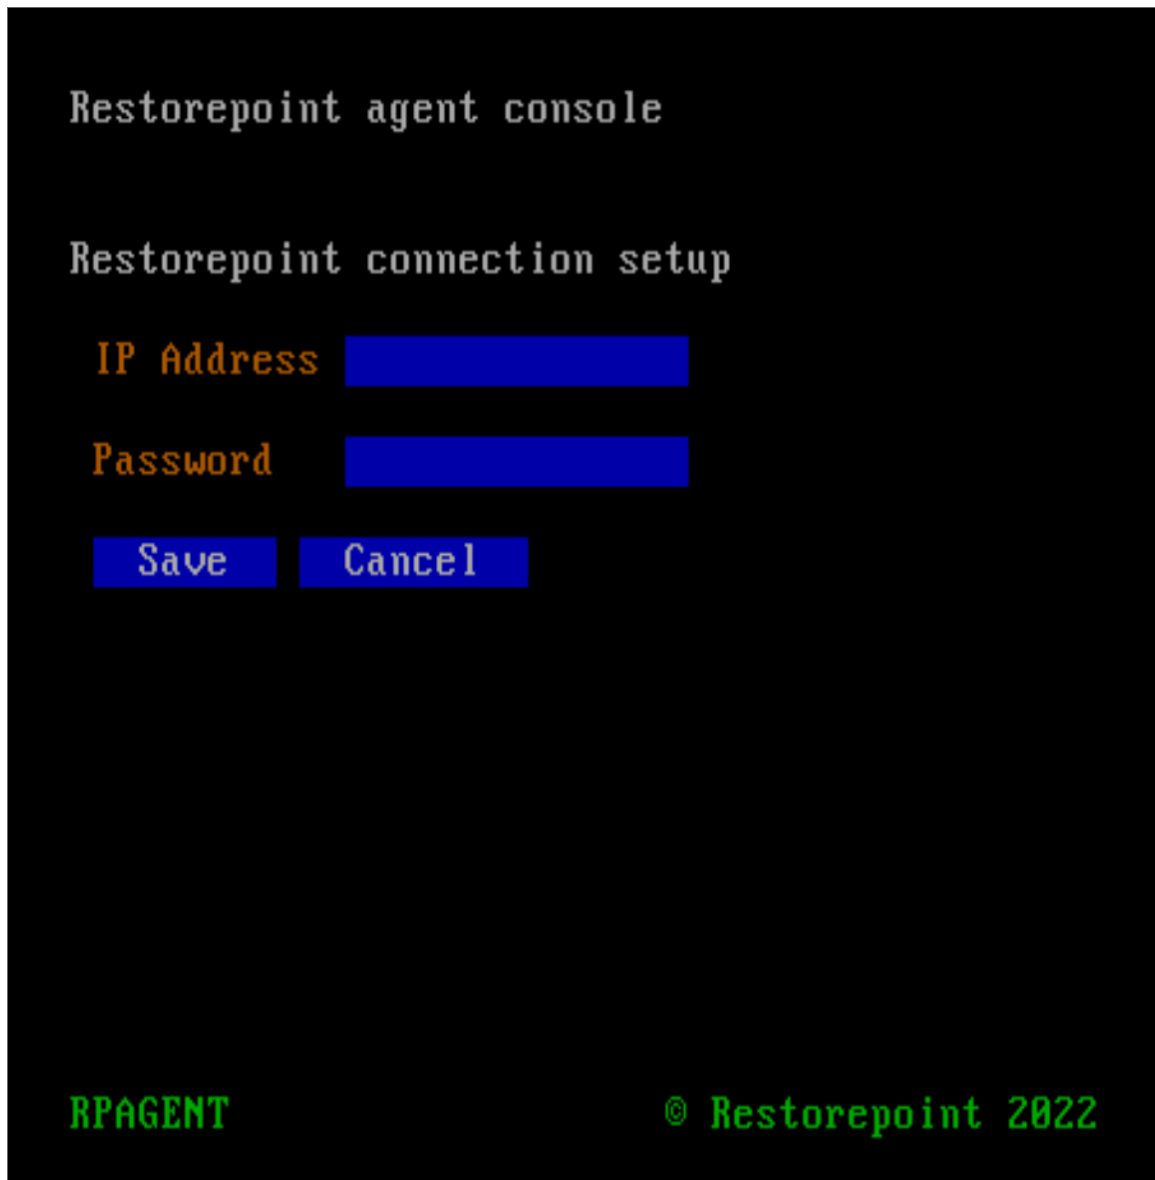 Restorepoint agent console
Restorepoint connection setup
IP Address
Password
Save Cancel
RPAGENT © Restorepoint 2022